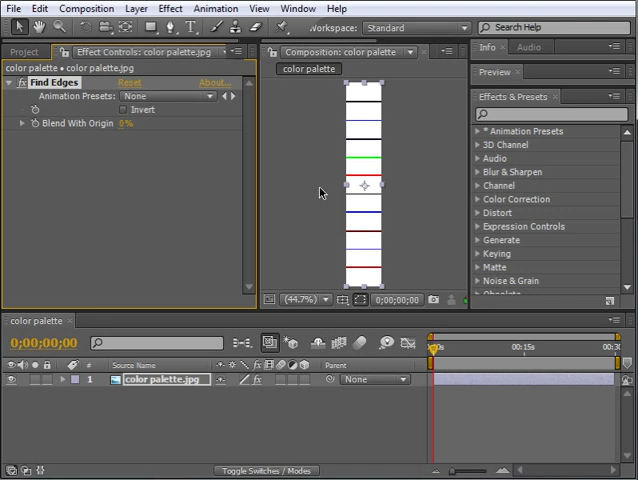 File Edit Composition Layer Effect Animation View Window Help
Workspace: Standard Search Help
Project Effect Controls: color palette.jpg
color palette • color palette.jpg
fx Find Edges Reset About...
Animation Presets: None
Invert
Blend With Origin 0%
Composition: color palette
color palette
(44.7%) 0;00;00;00
Info Audio
Preview
Effects & Presets
* Animation Presets
3D Channel
Audio
Blur & Sharpen
Channel
Color Correction
Distort
Expression Controls
Generate
Keying
Matte
Noise & Grain
color palette
0;00;00;00
00:15s
# Source Name Parent
1 color palette.jpg fx None
Toggle Switches / Modes